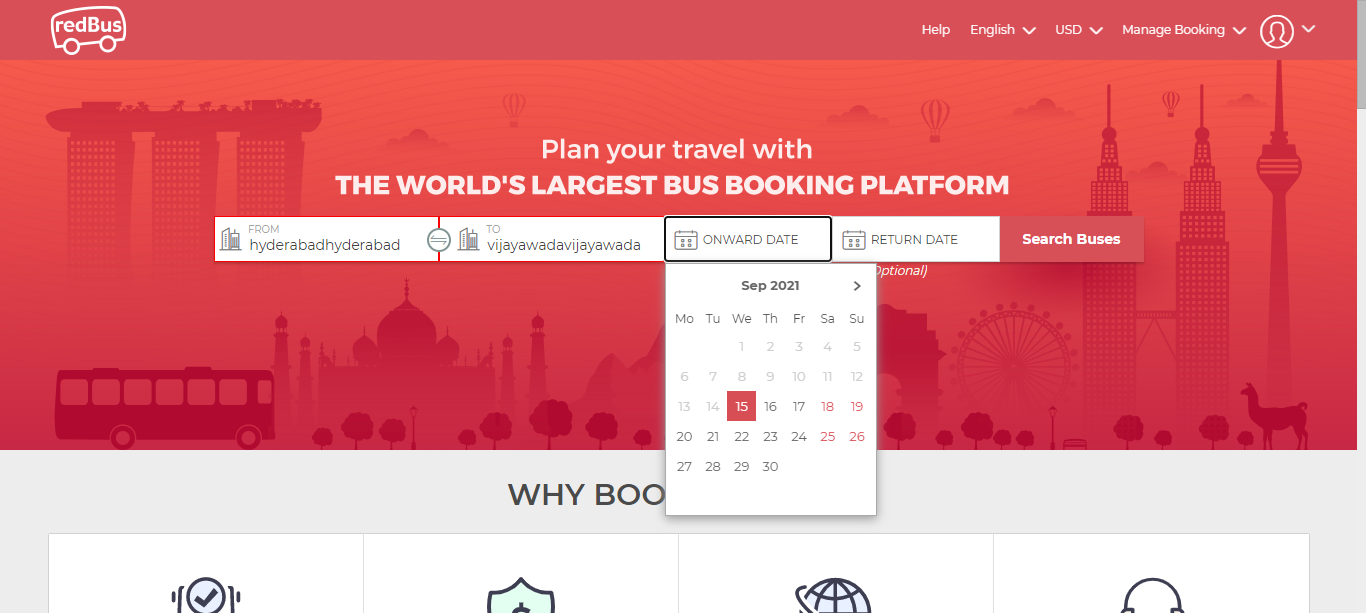 redBus
Help English USD Manage Booking
Plan your travel with
THE WORLD'S LARGEST BUS BOOKING PLATFORM
FROM
hyderabadhyderabad
TO
vijayawadavijayawada
ONWARD DATE
RETURN DATE
Search Buses
Optional)
Sep 2021 >
Mo Tu We Th Fr Sa Su
1 2 3 4 5
6 7 8 9 10 11 12
13 14 15 16 17 18 19
20 21 22 23 24 25 26
27 28 29 30
WHY BOO
$